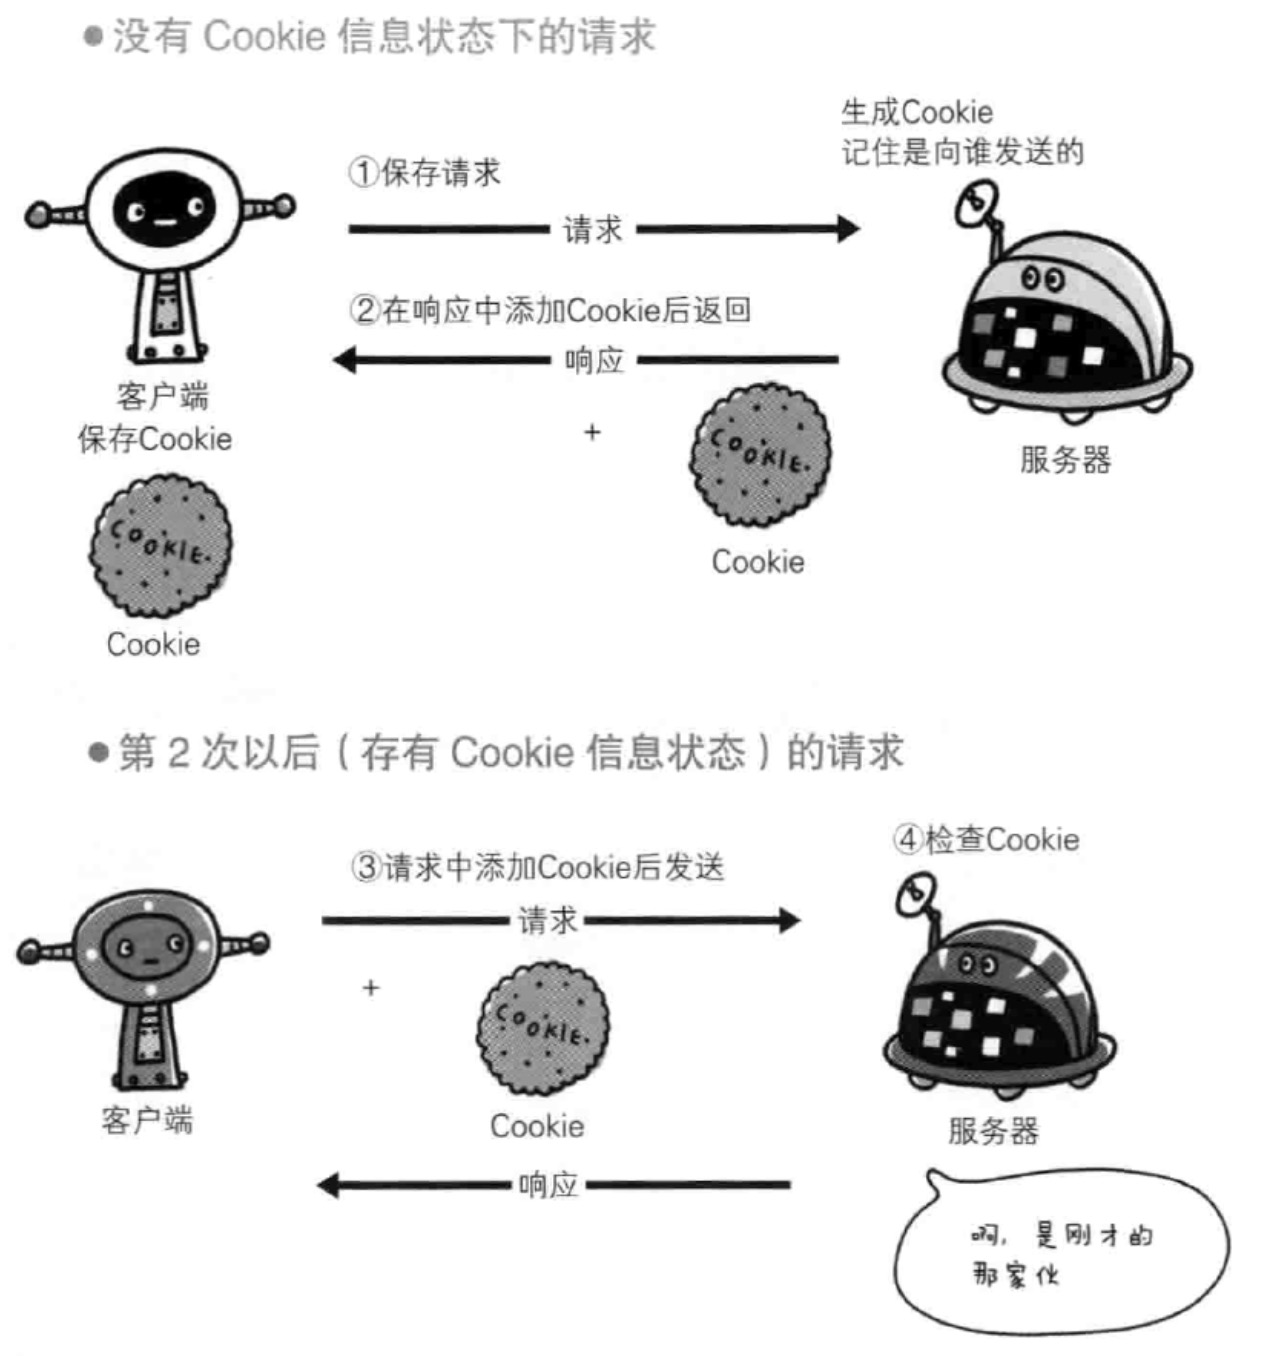 ●没有 Cookie 信息状态下的请求
生成Cookie
记住是向谁发送的
①保存请求
请求
②在响应中添加Cookie后返回
响应
客户端
保存Cookie
+
COOKIE.
Cookie
服务器
COOKIE.
Cookie
●第 2 次以后（存有 Cookie 信息状态）的请求
④检查Cookie
③请求中添加Cookie后发送
请求
+
COOKIE.
Cookie
客户端
服务器
响应
啊，是刚才的
那家伙